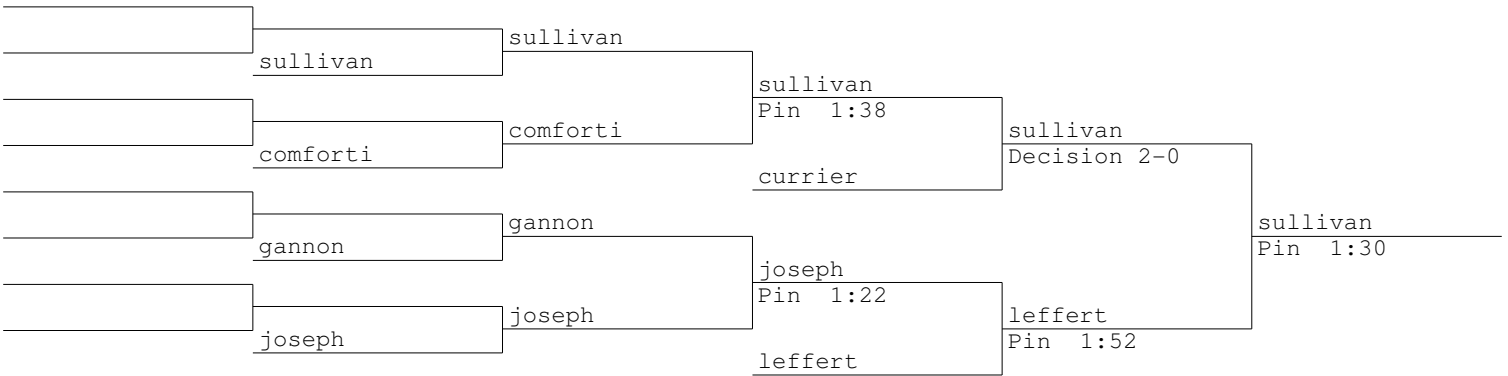 sullivan
sullivan
sullivan
Pin 1:38
comforti
sullivan
comforti
Decision 2-0
currier
gannon
sullivan
gannon
Pin 1:30
joseph
Pin 1:22
joseph
leffert
joseph
Pin 1:52
leffert